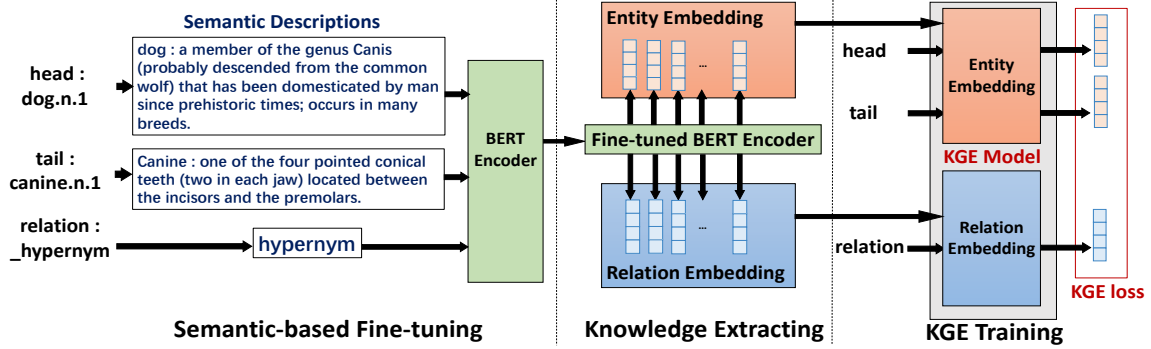 Semantic Descriptions
head :
dog.n.1
dog : a member of the genus Canis
(probably descended from the common
wolf) that has been domesticated by man
since prehistoric times; occurs in many
breeds.
tail :
canine.n.1
Canine : one of the four pointed conical
teeth (two in each jaw) located between
the incisors and the premolars.
relation :
_hypernym
hypernym
BERT
Encoder
Semantic-based Fine-tuning
Entity Embedding
...
Fine-tuned BERT Encoder
...
Relation Embedding
Knowledge Extracting
head
tail
Entity
Embedding
KGE Model
relation
Relation
Embedding
KGE loss
KGE Training